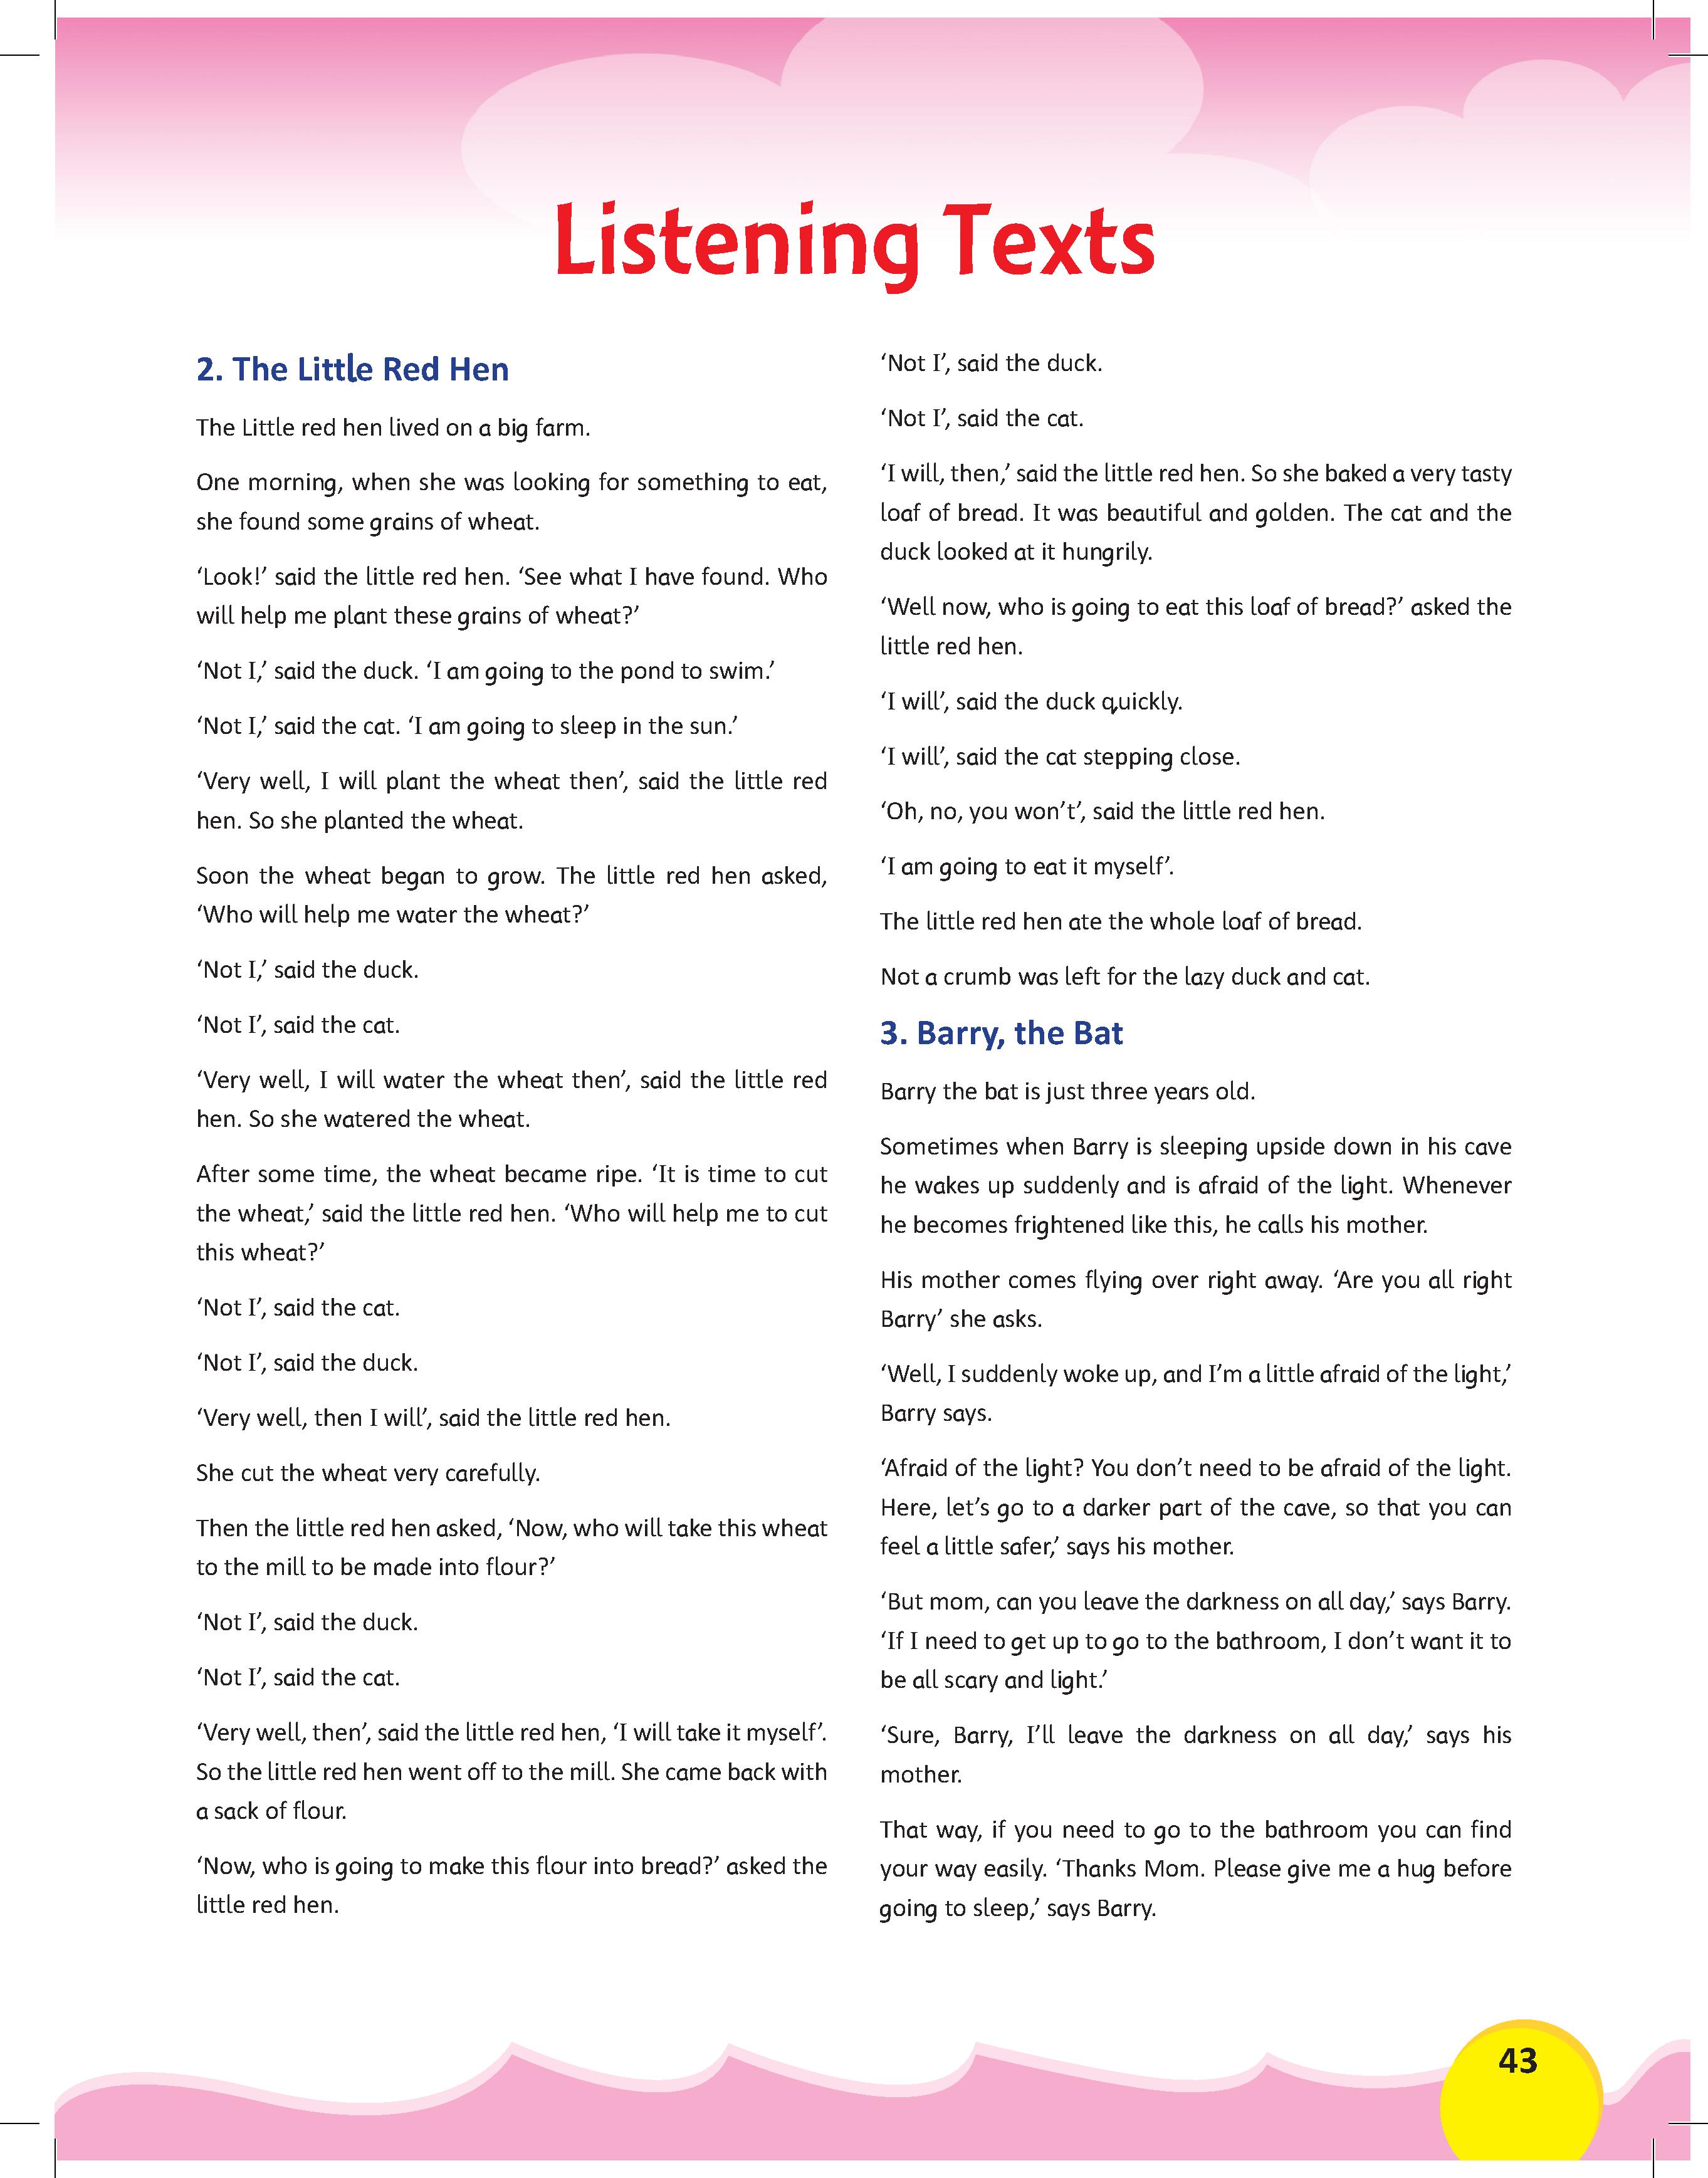 Listening Texts
2. The Little Red Hen
The Little red hen lived on a big farm.
One morning, when she was looking for something to eat,
she found some grains of wheat.
‘Look!’ said the little red hen. ‘See what I have found. Who
will help me plant these grains of wheat?’
‘Not I,’ said the duck. ‘I am going to the pond to swim.’
‘Not I,’ said the cat. ‘I am going to sleep in the sun.’
‘Very well, I will plant the wheat then’, said the little red
hen. So she planted the wheat.
Soon the wheat began to grow. The little red hen asked,
‘Who will help me water the wheat?’
‘Not I,’ said the duck.
‘Not I’, said the cat.
‘Very well, I will water the wheat then’, said the little red
hen. So she watered the wheat.
After some time, the wheat became ripe. ‘It is time to cut
the wheat,’ said the little red hen. ‘Who will help me to cut
this wheat?’
‘Not I’, said the cat.
‘Not I’, said the duck.
‘Very well, then I will’, said the little red hen.
She cut the wheat very carefully.
Then the little red hen asked, ‘Now, who will take this wheat
to the mill to be made into flour?’
‘Not I’, said the duck.
‘Not I’, said the cat.
‘Very well, then’, said the little red hen, ‘I will take it myself’.
So the little red hen went off to the mill. She came back with
a sack of flour.
‘Now, who is going to make this flour into bread?’ asked the
little red hen.
‘Not I’, said the duck.
‘Not I’, said the cat.
‘I will, then,’ said the little red hen. So she baked a very tasty
loaf of bread. It was beautiful and golden. The cat and the
duck looked at it hungrily.
‘Well now, who is going to eat this loaf of bread?’ asked the
little red hen.
‘I will’, said the duck quickly.
‘I will’, said the cat stepping close.
‘Oh, no, you won’t’, said the little red hen.
‘I am going to eat it myself’.
The little red hen ate the whole loaf of bread.
Not a crumb was left for the lazy duck and cat.
3. Barry, the Bat
Barry the bat is just three years old.
Sometimes when Barry is sleeping upside down in his cave
he wakes up suddenly and is afraid of the light. Whenever
he becomes frightened like this, he calls his mother.
His mother comes flying over right away. ‘Are you all right
Barry’ she asks.
‘Well, I suddenly woke up, and I’m a little afraid of the light,’
Barry says.
‘Afraid of the light? You don’t need to be afraid of the light.
Here, let’s go to a darker part of the cave, so that you can
feel a little safer,’ says his mother.
‘But mom, can you leave the darkness on all day,’ says Barry.
‘If I need to get up to go to the bathroom, I don’t want it to
be all scary and light.’
‘Sure, Barry, I’ll leave the darkness on all day,’ says his
mother.
That way, if you need to go to the bathroom you can find
your way easily. ‘Thanks Mom. Please give me a hug before
going to sleep,’ says Barry.
43